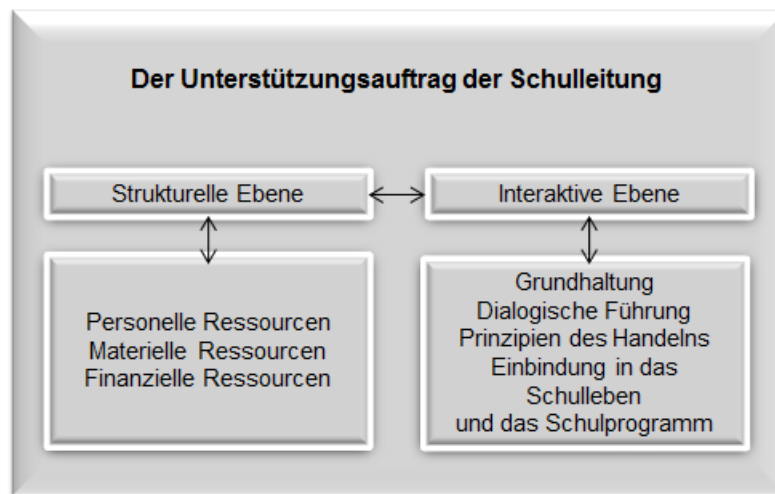 Der Unterstützungsauftrag der Schulleitung
Strukturelle Ebene
Interaktive Ebene
Personelle Ressourcen
Materielle Ressourcen
Finanzielle Ressourcen
Grundhaltung
Dialogische Führung
Prinzipien des Handelns
Einbindung in das
Schulleben
und das Schulprogramm